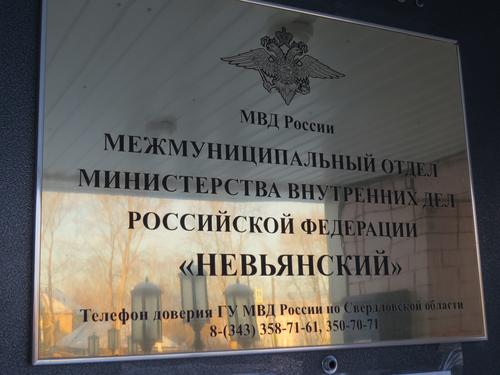 МВД России
МЕЖМУНИЦИПАЛЬНЫЙ ОТДЕЛ
МИНИСТЕРСТВА ВНУТРЕННИХ ДЕЛ
РОССИЙСКОЙ ФЕДЕРАЦИИ
«НЕВЬЯНСКИЙ»
Телефон доверия ГУ МВД России по Свердловской области
8-(343) 358-71-61, 350-70-71